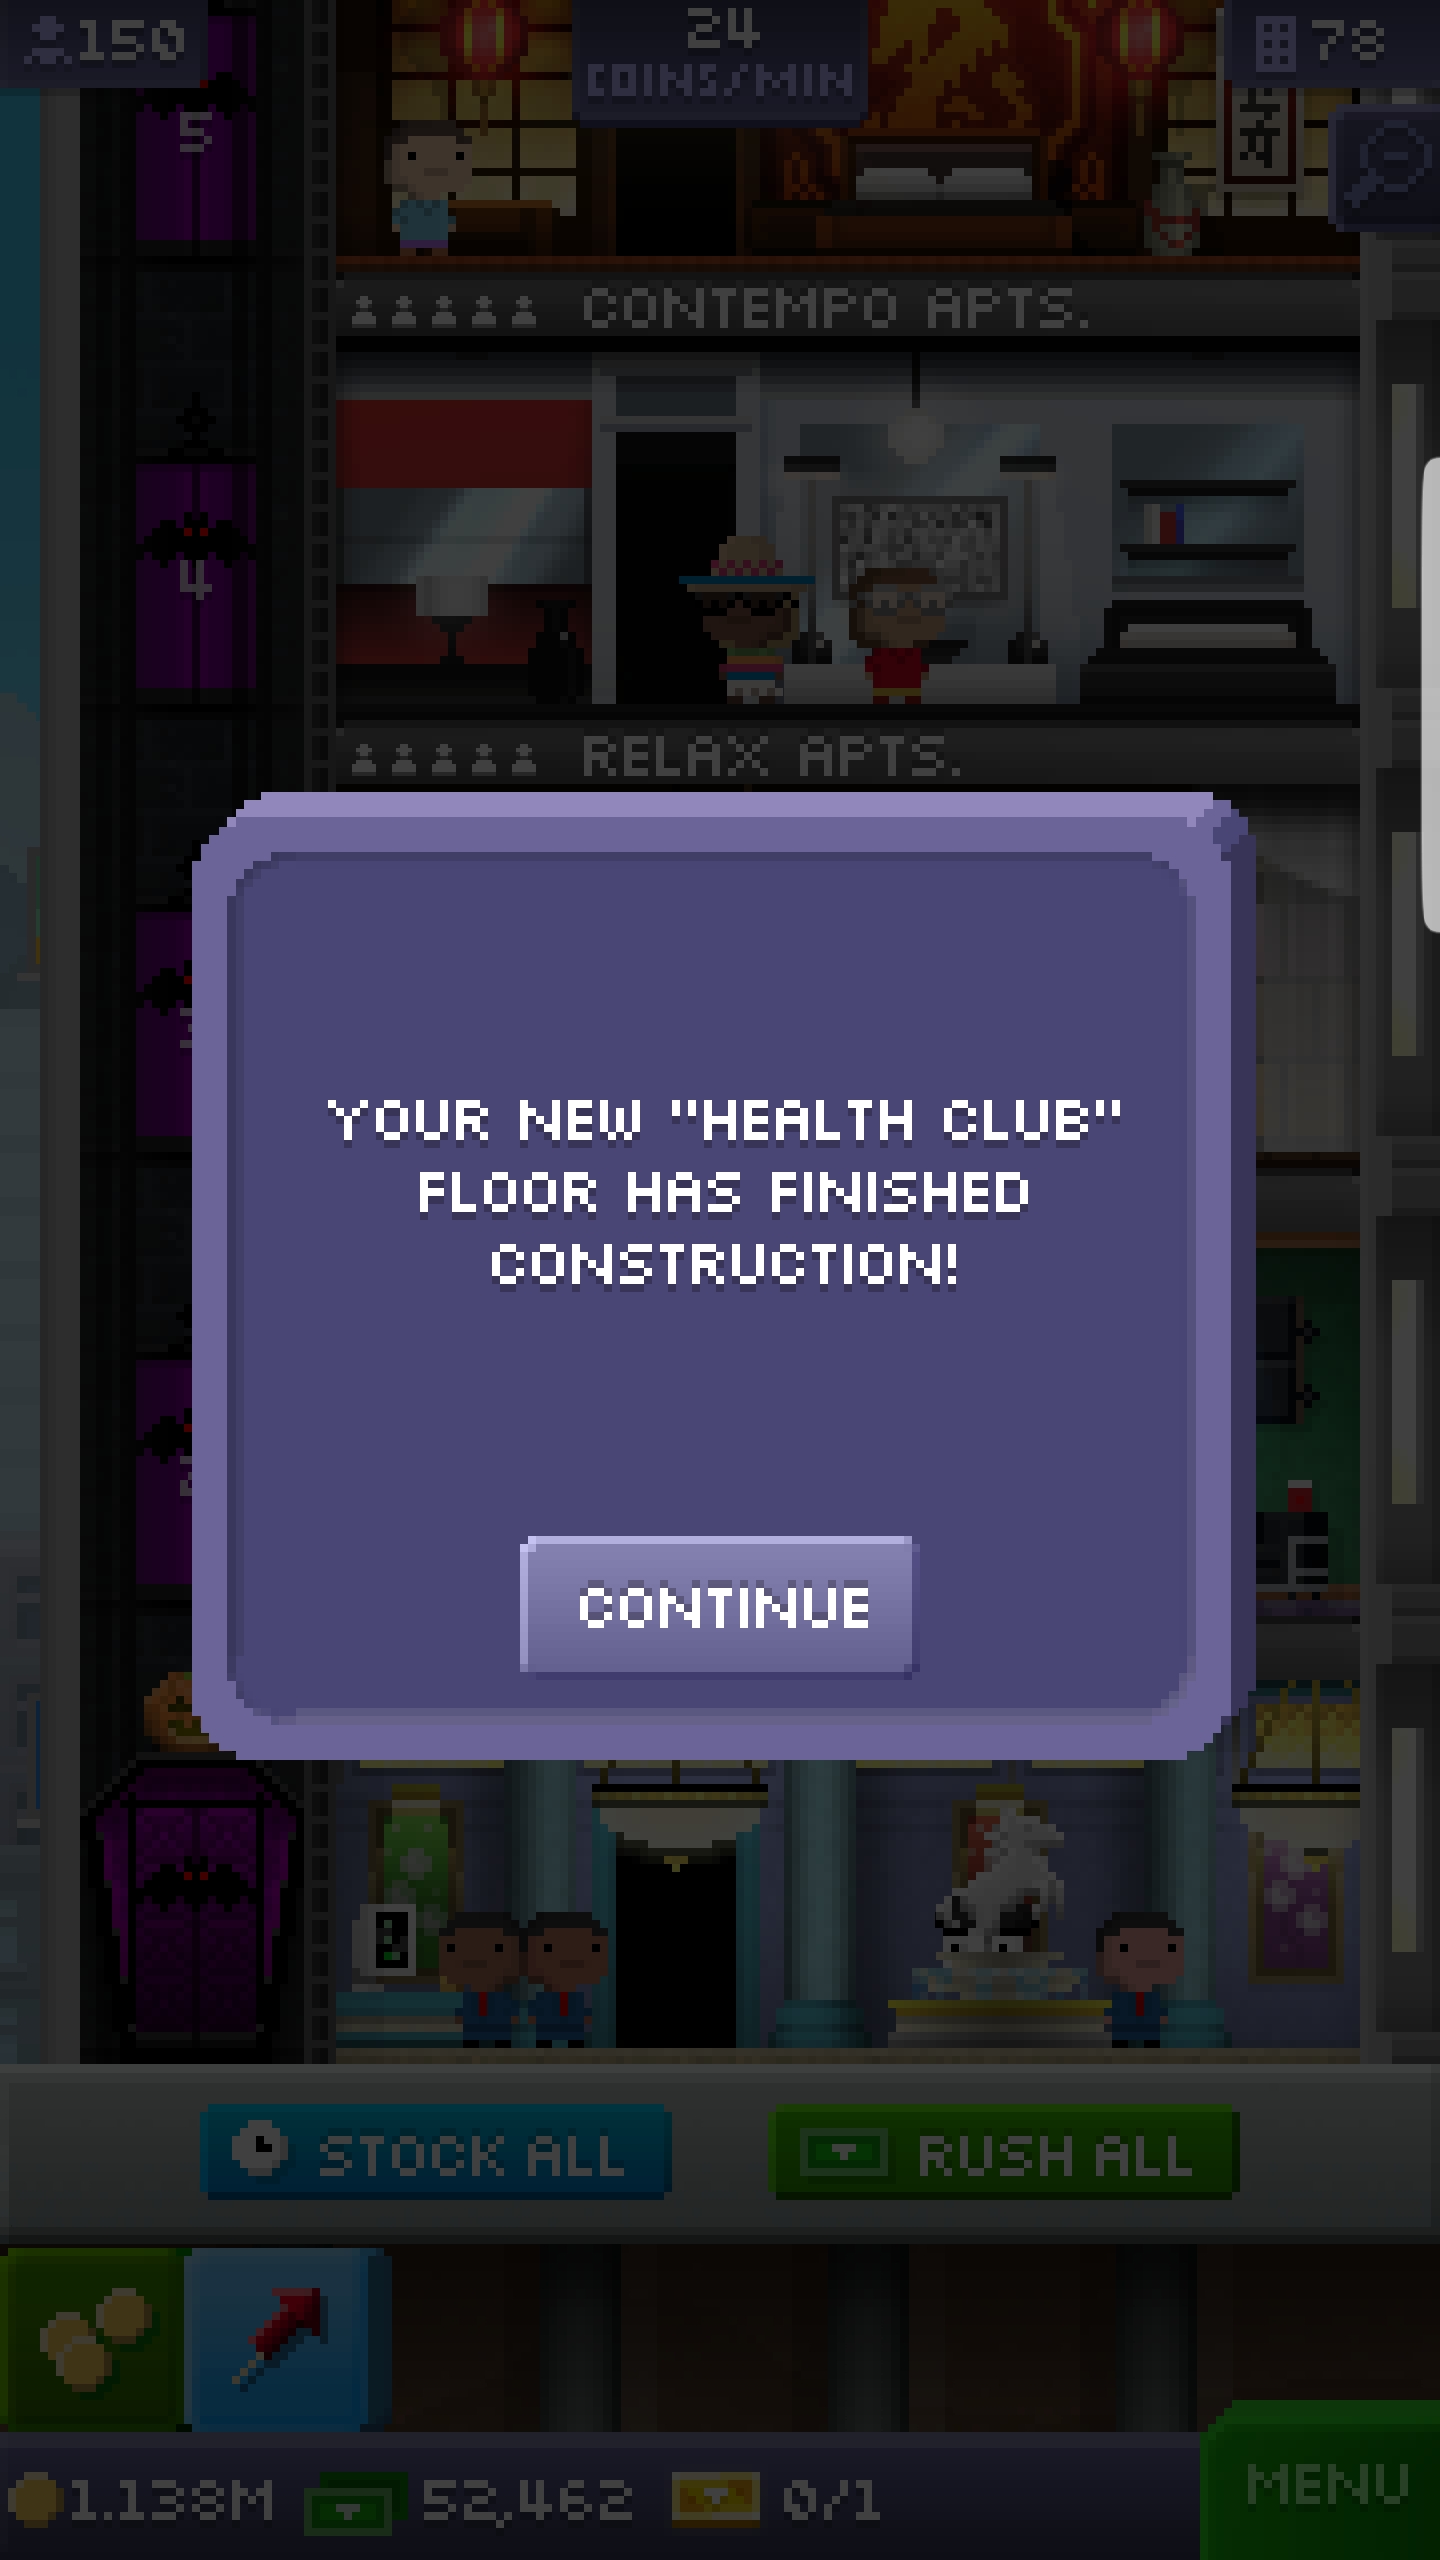 150
24
COINS/MIN
78
5
CONTEMPO APTS.
4
RELAX APTS.
YOUR NEW "HEALTH CLUB"
FLOOR HAS FINISHED
CONSTRUCTION!
CONTINUE
STOCK ALL
RUSH ALL
1.138M
52,462
0/1
MENU